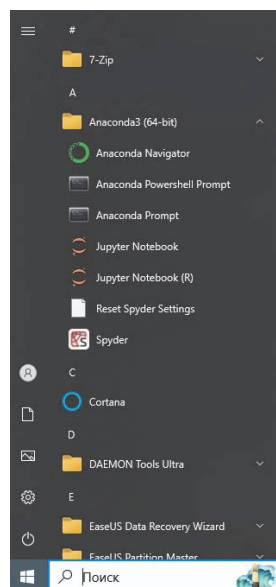 #
7-Zip
A
Anaconda3 (64-bit)
Anaconda Navigator
Anaconda Powershell Prompt
Anaconda Prompt
Jupyter Notebook
Jupyter Notebook (R)
Reset Spyder Settings
Spyder
C
Cortana
D
DAEMON Tools Ultra
E
EaseUS Data Recovery Wizard
EaseUS Partition Master
Поиск